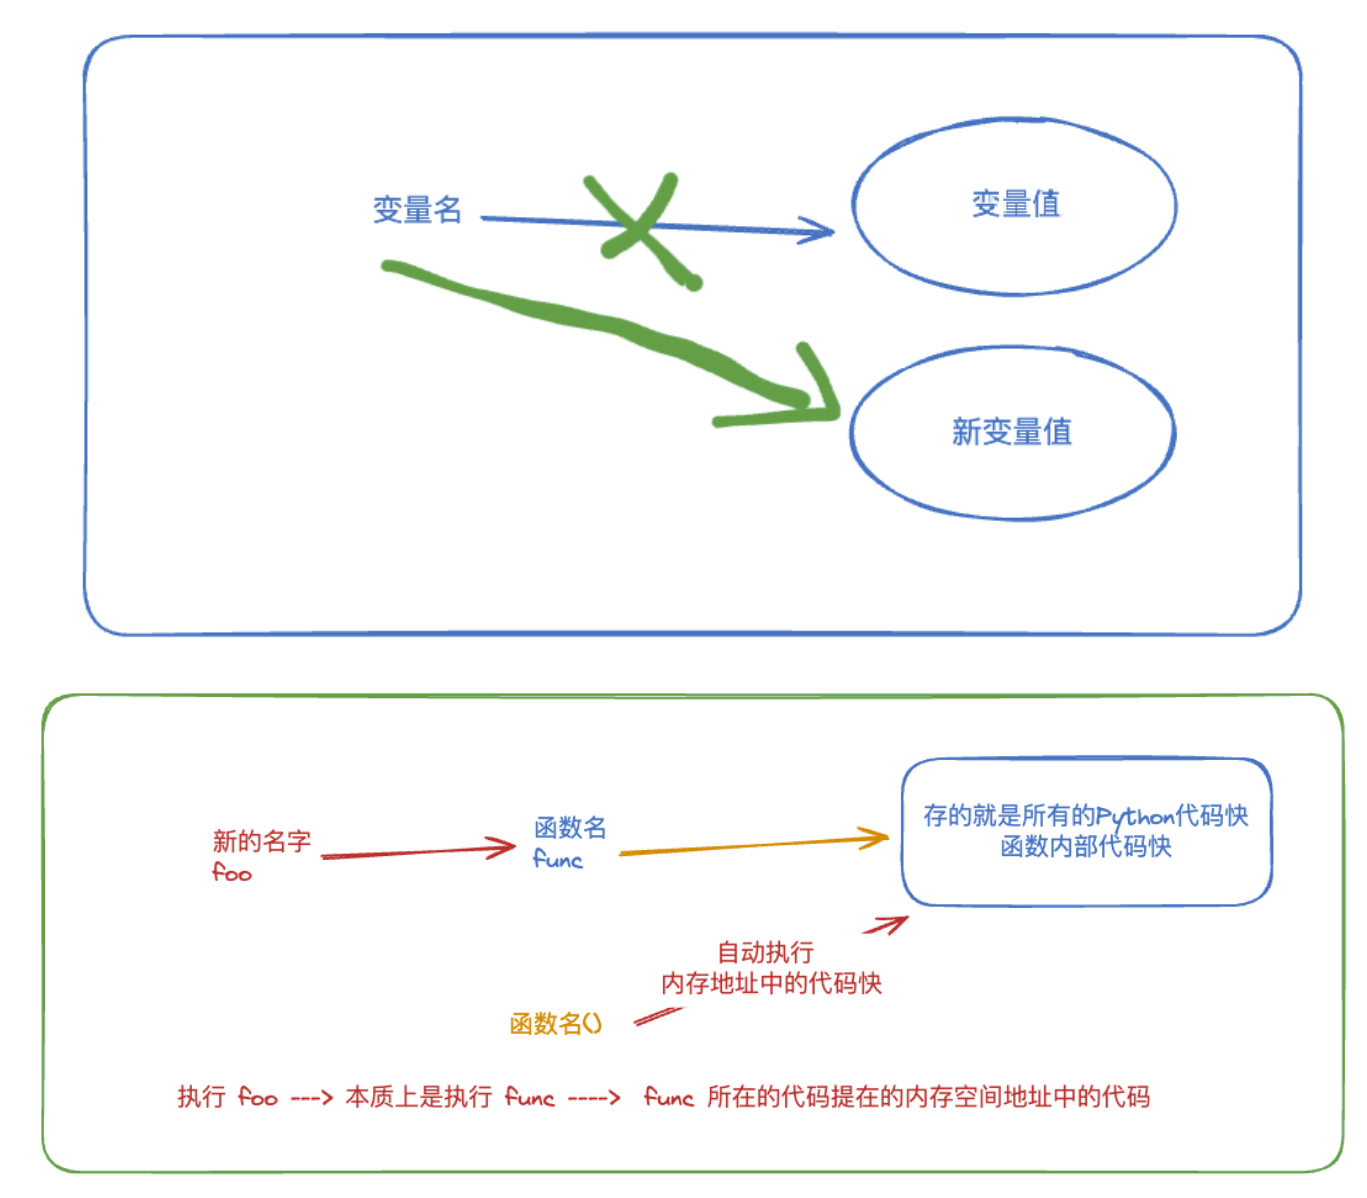 变量名
变量值
新变量值
新的名字
foo
函数名
func
存的就是所有的Python代码快
函数内部代码快
自动执行
内存地址中的代码快
函数名()
执行 foo ---> 本质上是执行 func ----> func 所在的代码提在的内存空间地址中的代码